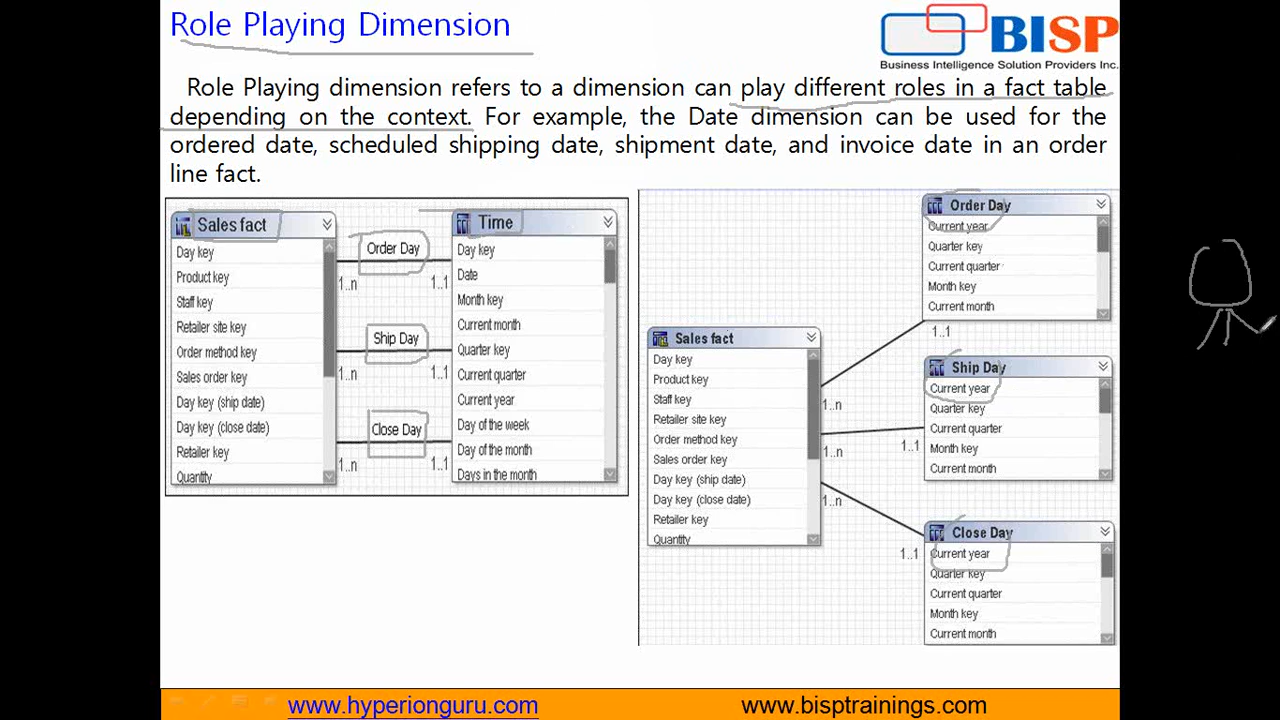 Role Playing Dimension
BISP
Business Intelligence Solution Providers Inc.
Role Playing dimension refers to a dimension can play different roles in a fact table
depending on the context. For example, the Date dimension can be used for the
ordered date, scheduled shipping date, shipment date, and invoice date in an order
line fact.
Sales fact
Day key
Product key
Staff key
Retailer site key
Order method key
Sales order key
Day key (ship date)
Day key (close date)
Retailer key
Quantity
Order Day
1..n
1..1
Ship Day
1..n
1..1
Close Day
1..n
1..1
Time
Day key
Date
Month key
Current month
Quarter key
Current quarter
Current year
Day of the week
Day of the month
Days in the month
Sales fact
Day key
Product key
Staff key
Retailer site key
Order method key
Sales order key
Day key (ship date)
Day key (close date)
Retailer key
Quantity
1..n
1..1
1..n
1..1
1..n
1..1
Order Day
Current year
Quarter key
Current quarter
Month key
Current month
Ship Day
Current year
Quarter key
Current quarter
Month key
Current month
Close Day
Current year
Quarter key
Current quarter
Month key
Current month
www.hyperionguru.com
www.bisptrainings.com